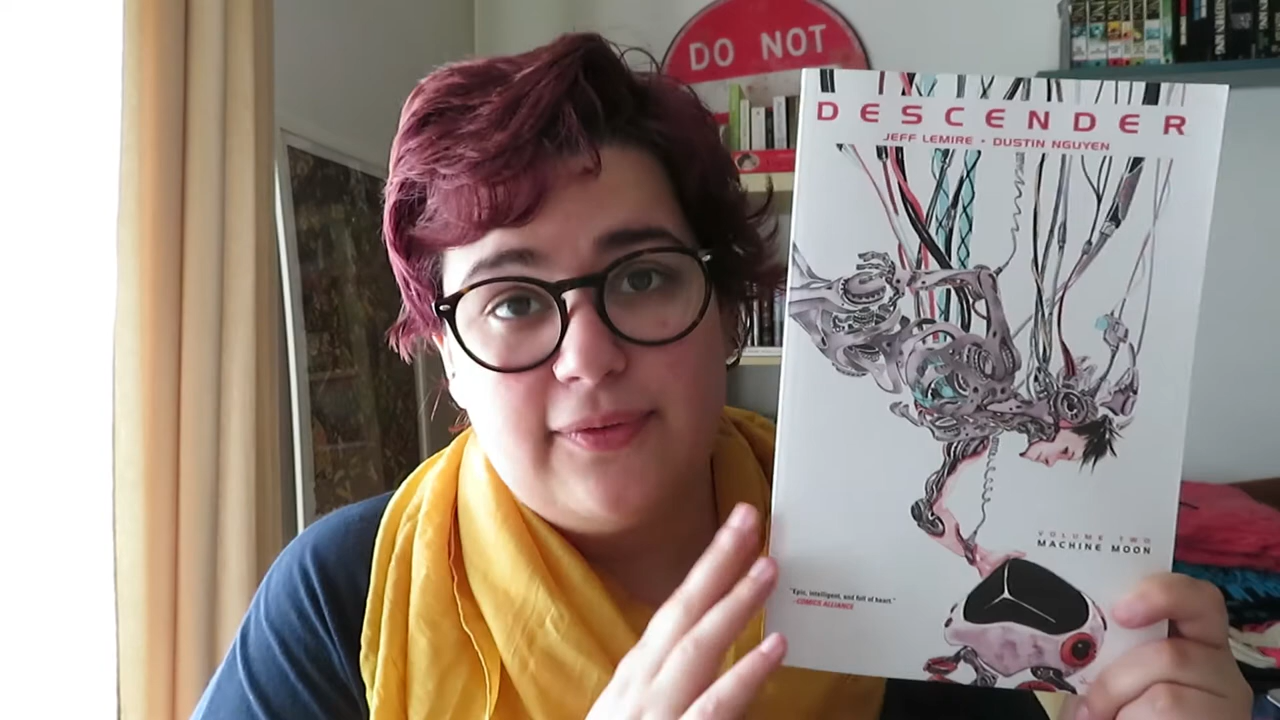 DO NOT
DESCENDER
JEFF LEMIRE • DUSTIN NGUYEN
VOLUME TWO
MACHINE MOON
"Epic, intelligent, and full of heart."
- COMICS ALLIANCE